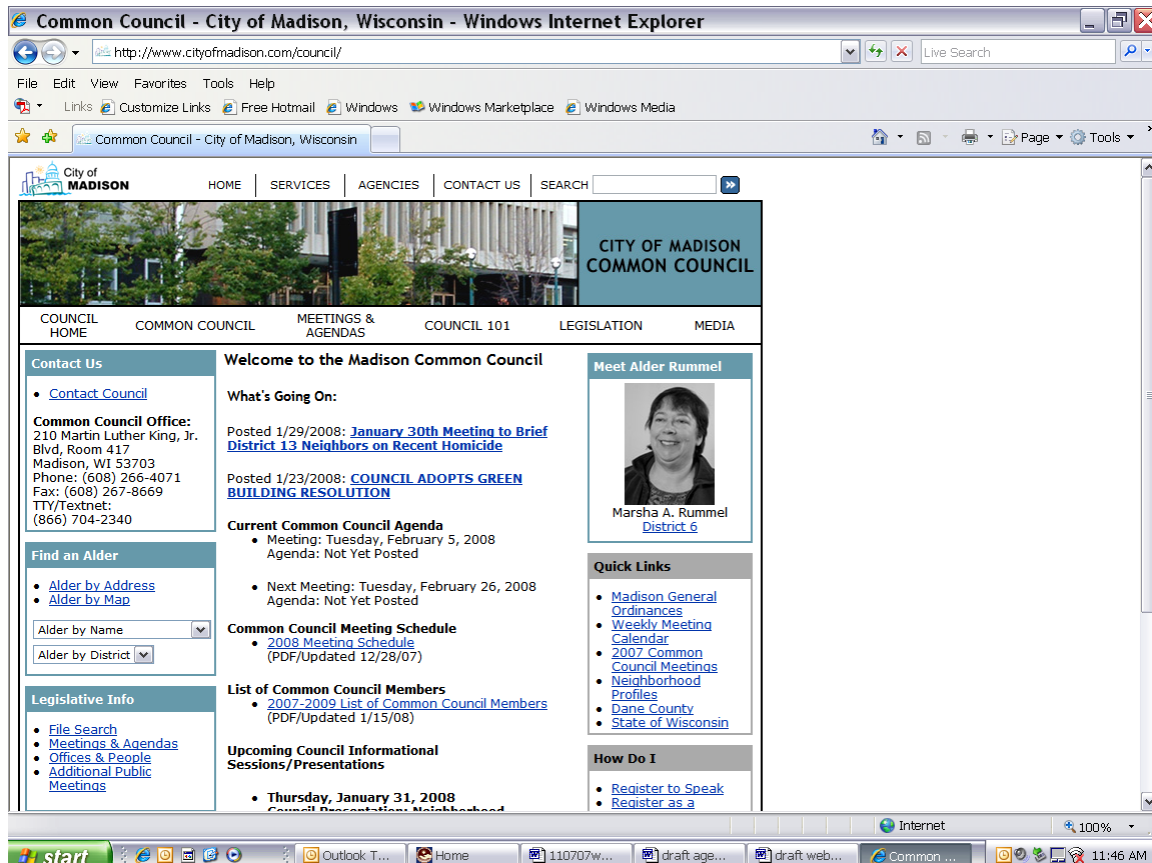 Common Council - City of Madison, Wisconsin - Windows Internet Explorer
http://www.cityofmadison.com/council/
Live Search
File Edit View Favorites Tools Help
Links Customize Links Free Hotmail Windows Windows Marketplace Windows Media
Common Council - City of Madison, Wisconsin
Page Tools
City of
MADISON
HOME SERVICES AGENCIES CONTACT US SEARCH
CITY OF MADISON
COMMON COUNCIL
COUNCIL HOME
COMMON COUNCIL
MEETINGS & AGENDAS
COUNCIL 101
LEGISLATION
MEDIA
Contact Us
Contact Council
Common Council Office:
210 Martin Luther King, Jr.
Blvd, Room 417
Madison, WI 53703
Phone: (608) 266-4071
Fax: (608) 267-8669
TTY/Textnet:
(866) 704-2340
Find an Alder
Alder by Address
Alder by Map
Alder by Name
Alder by District
Legislative Info
File Search
Meetings & Agendas
Offices & People
Additional Public
Meetings
Welcome to the Madison Common Council
What's Going On:
Posted 1/29/2008: January 30th Meeting to Brief
District 13 Neighbors on Recent Homicide
Posted 1/23/2008: COUNCIL ADOPTS GREEN
BUILDING RESOLUTION
Current Common Council Agenda
Meeting: Tuesday, February 5, 2008
Agenda: Not Yet Posted
Next Meeting: Tuesday, February 26, 2008
Agenda: Not Yet Posted
Common Council Meeting Schedule
2008 Meeting Schedule
(PDF/Updated 12/28/07)
List of Common Council Members
2007-2009 List of Common Council Members
(PDF/Updated 1/15/08)
Upcoming Council Informational
Sessions/Presentations
Thursday, January 31, 2008
Council Presentation: Neighborhood
Meet Alder Rummel
Marsha A. Rummel
District 6
Quick Links
Madison General
Ordinances
Weekly Meeting
Calendar
2007 Common
Council Meetings
Neighborhood
Profiles
Dane County
State of Wisconsin
How Do I
Register to Speak
Register as a
Internet
100%
start
Outlook T...
Home
110707w...
draft age...
draft web...
Common ...
11:46 AM